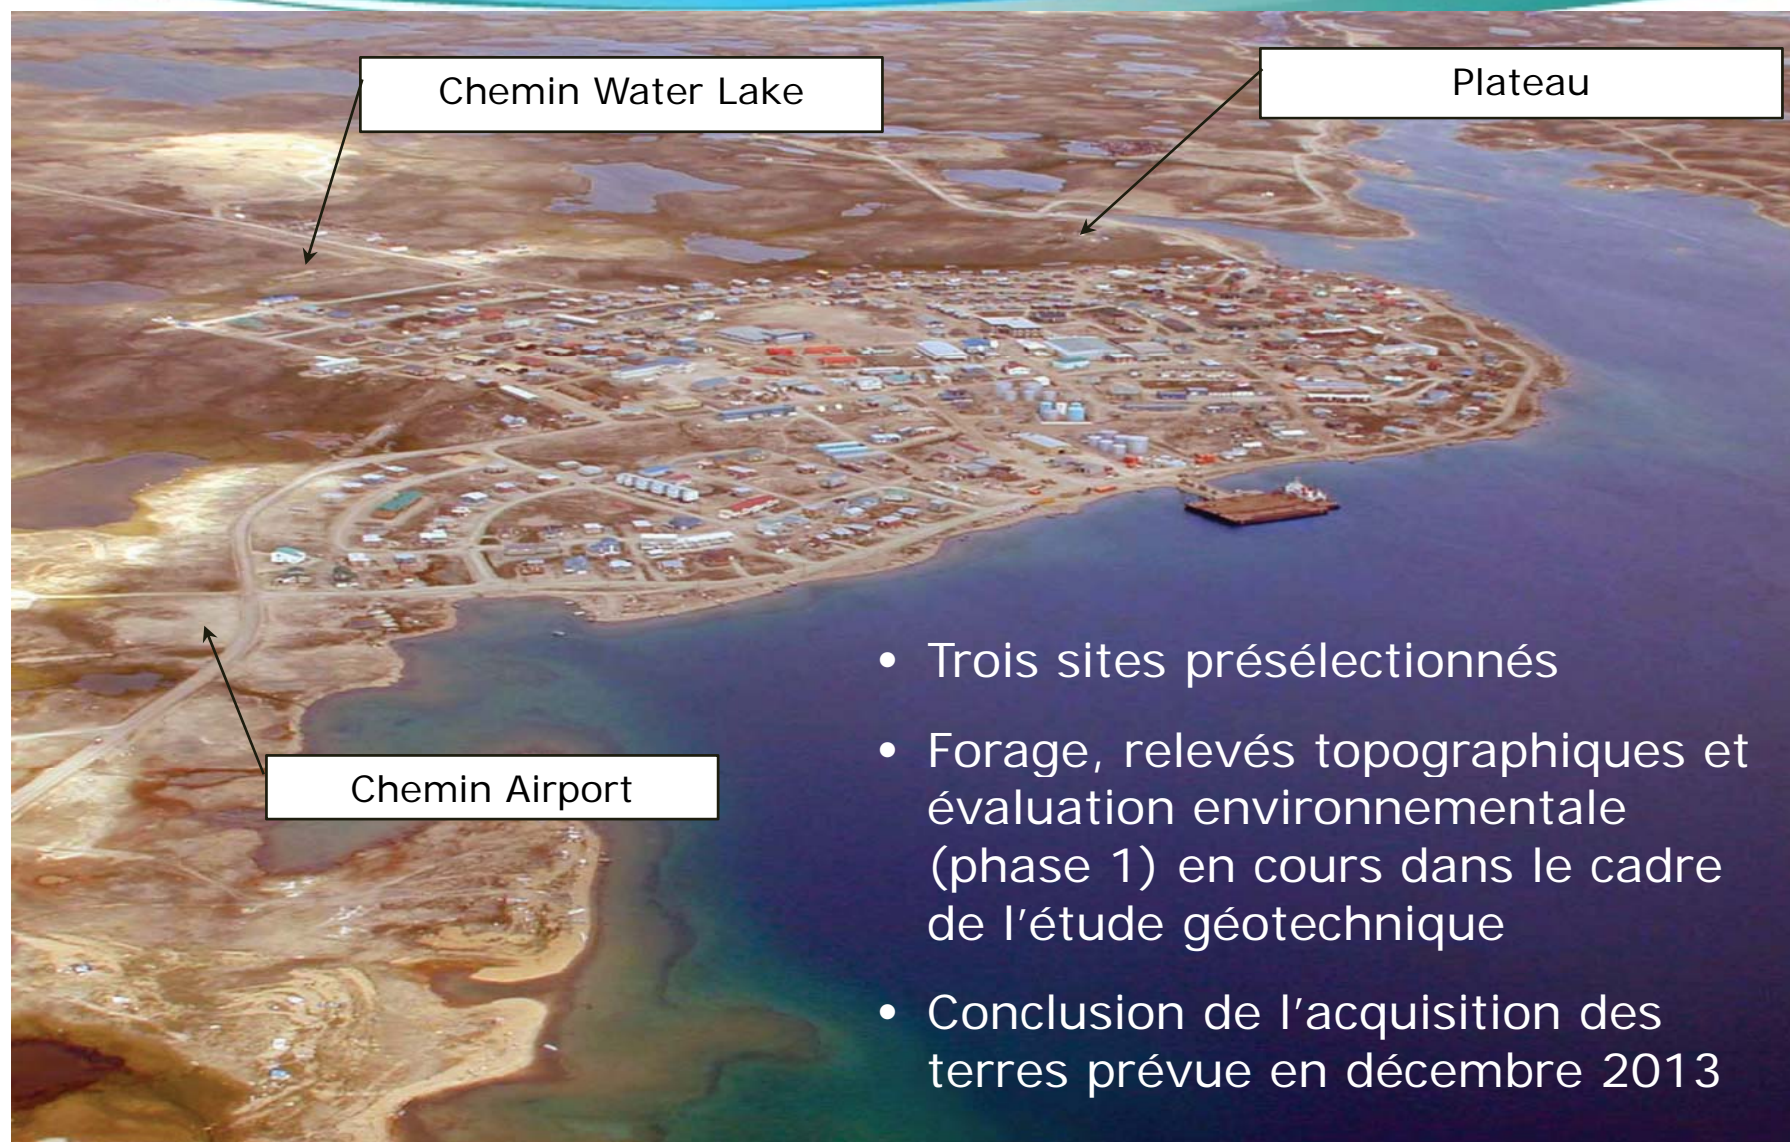 Chemin Water Lake
Plateau
Chemin Airport
• Trois sites présélectionnés
• Forage, relevés topographiques et
évaluation environnementale
(phase 1) en cours dans le cadre
de l’étude géotechnique
• Conclusion de l’acquisition des
terres prévue en décembre 2013